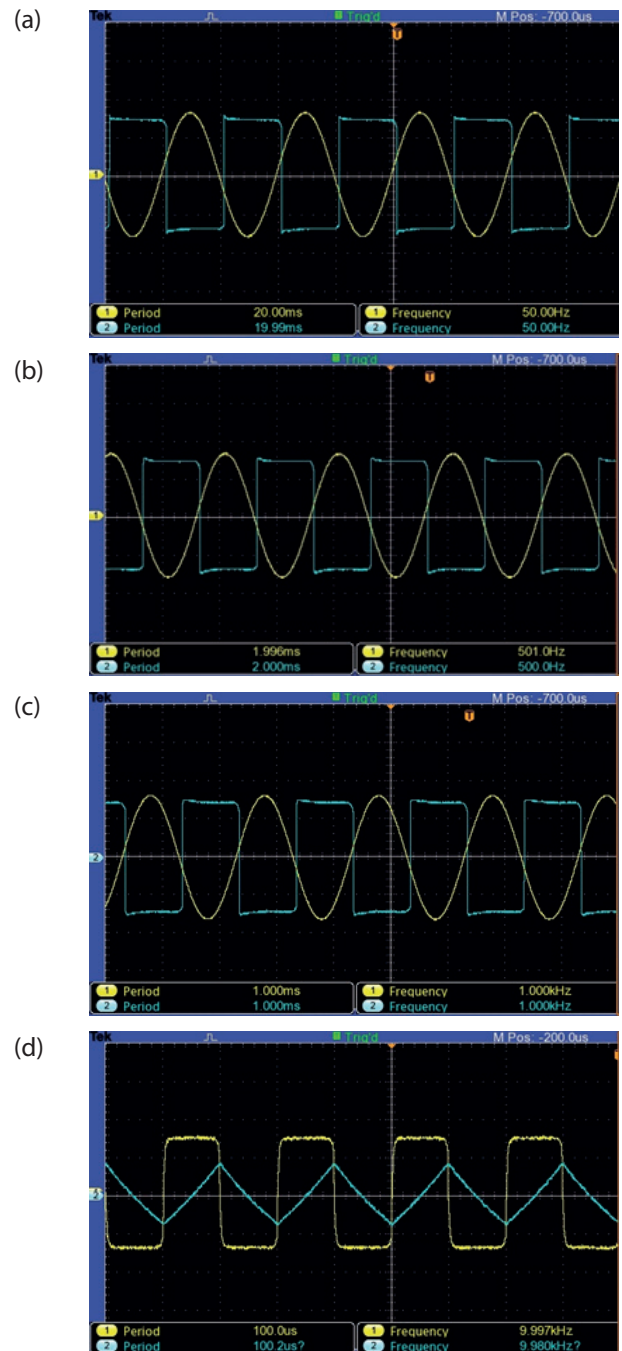 (a)
Tek Trig'd M Pos: -700.0us
T
1
1 Period 20.00ms 1 Frequency 50.00Hz
2 Period 19.99ms 2 Frequency 50.00Hz
(b)
Tek Trig'd M Pos: -700.0us
T
1
1 Period 1.996ms 1 Frequency 501.0Hz
2 Period 2.000ms 2 Frequency 500.0Hz
(c)
Tek Trig'd M Pos: -700.0us
T
2
1 Period 1.000ms 1 Frequency 1.000kHz
2 Period 1.000ms 2 Frequency 1.000kHz
(d)
Tek Trig'd M Pos: -200.0us
2
1 Period 100.0us 1 Frequency 9.997kHz
2 Period 100.2us? 2 Frequency 9.980kHz?